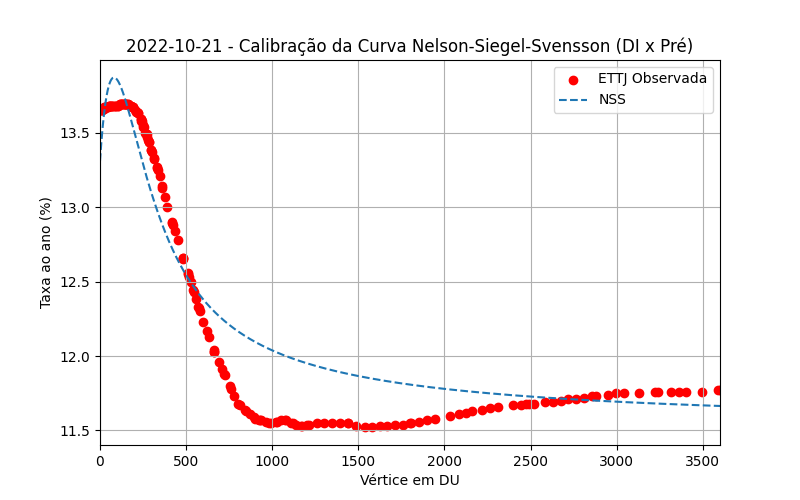 2022-10-21 - Calibração da Curva Nelson-Siegel-Svensson (DI x Pré)
ETTJ Observada
NSS
Taxa ao ano (%)
13.5
13.0
12.5
12.0
11.5
0 500 1000 1500 2000 2500 3000 3500
Vértice em DU